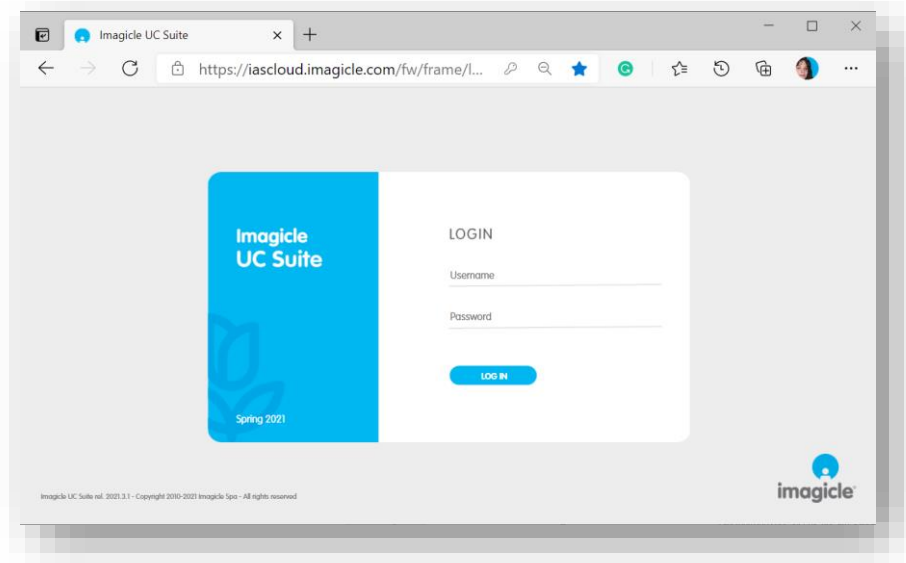 Imagicle UC Suite
https://iascloud.imagicle.com/fw/frame/l...
Imagicle
UC Suite
Spring 2021
LOGIN
Username
Password
LOG IN
Imagicle UC Suite rel. 2021.3.1 - Copyright 2010-2021 Imagicle Spa - All rights reserved
imagicle